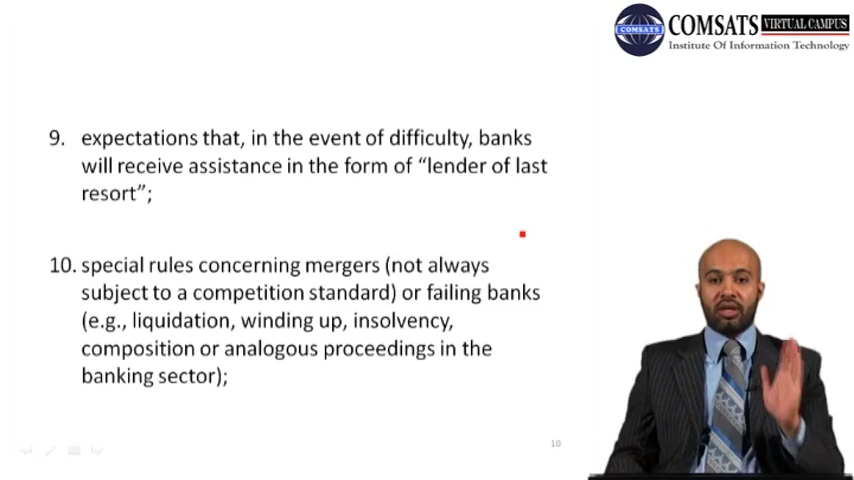 COMSATS VIRTUAL CAMPUS
COMSATS
Institute Of Information Technology
9. expectations that, in the event of difficulty, banks
will receive assistance in the form of “lender of last
resort”;
10. special rules concerning mergers (not always
subject to a competition standard) or failing banks
(e.g., liquidation, winding up, insolvency,
composition or analogous proceedings in the
banking sector);
10